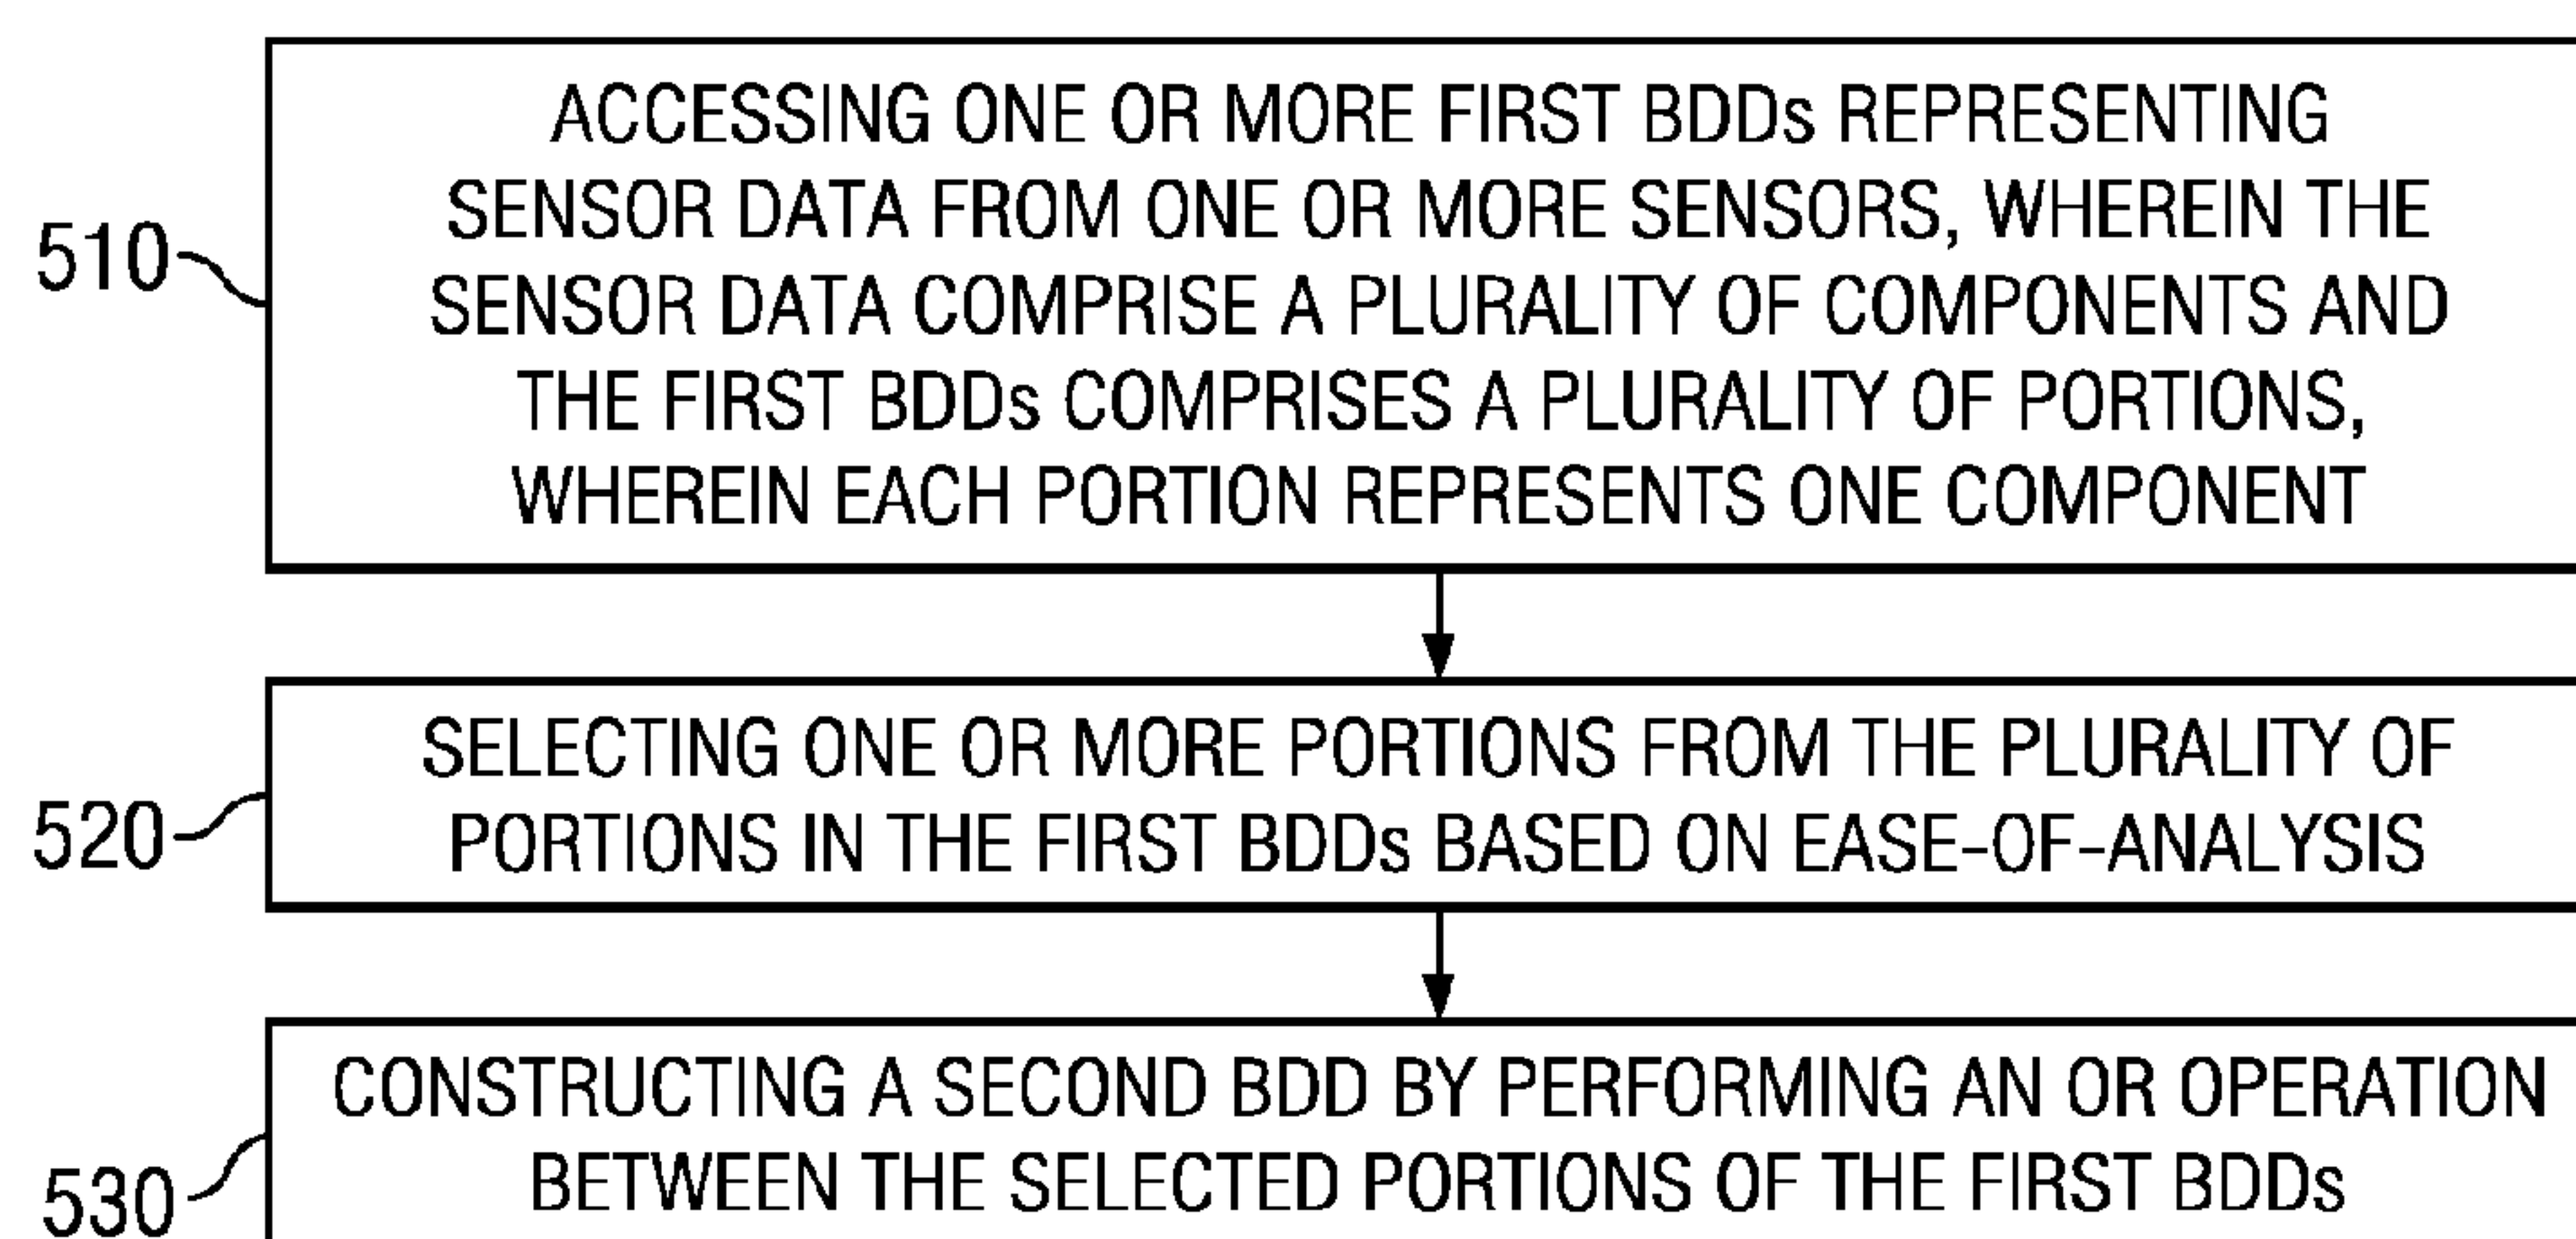 ACCESSING ONE OR MORE FIRST BDDs REPRESENTING
SENSOR DATA FROM ONE OR MORE SENSORS, WHEREIN THE
510
SENSOR DATA COMPRISE A PLURALITY OF COMPONENTS AND
THE FIRST BDDs COMPRISES A PLURALITY OF PORTIONS,
WHEREIN EACH PORTION REPRESENTS ONE COMPONENT
SELECTING ONE OR MORE PORTIONS FROM THE PLURALITY OF
520
PORTIONS IN THE FIRST BDDs BASED ON EASE-OF-ANALYSIS
CONSTRUCTING A SECOND BDD BY PERFORMING AN OR OPERATION
530
BETWEEN THE SELECTED PORTIONS OF THE FIRST BDDs